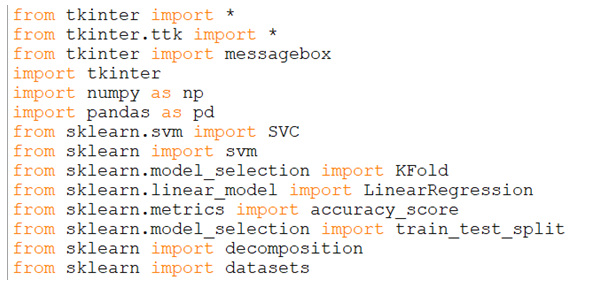 from tkinter import *
from tkinter.ttk import *
from tkinter import messagebox
import tkinter
import numpy as np
import pandas as pd
from sklearn.svm import SVC
from sklearn import svm
from sklearn.model_selection import KFold
from sklearn.linear_model import LinearRegression
from sklearn.metrics import accuracy_score
from sklearn.model_selection import train_test_split
from sklearn import decomposition
from sklearn import datasets